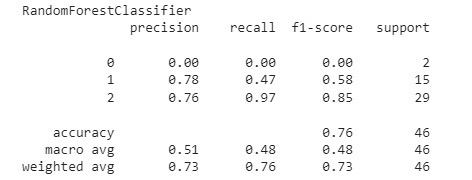 RandomForestClassifier
precision recall f1-score support
0 0.00 0.00 0.00 2
1 0.78 0.47 0.58 15
2 0.76 0.97 0.85 29
accuracy 0.76 46
macro avg 0.51 0.48 0.48 46
weighted avg 0.73 0.76 0.73 46